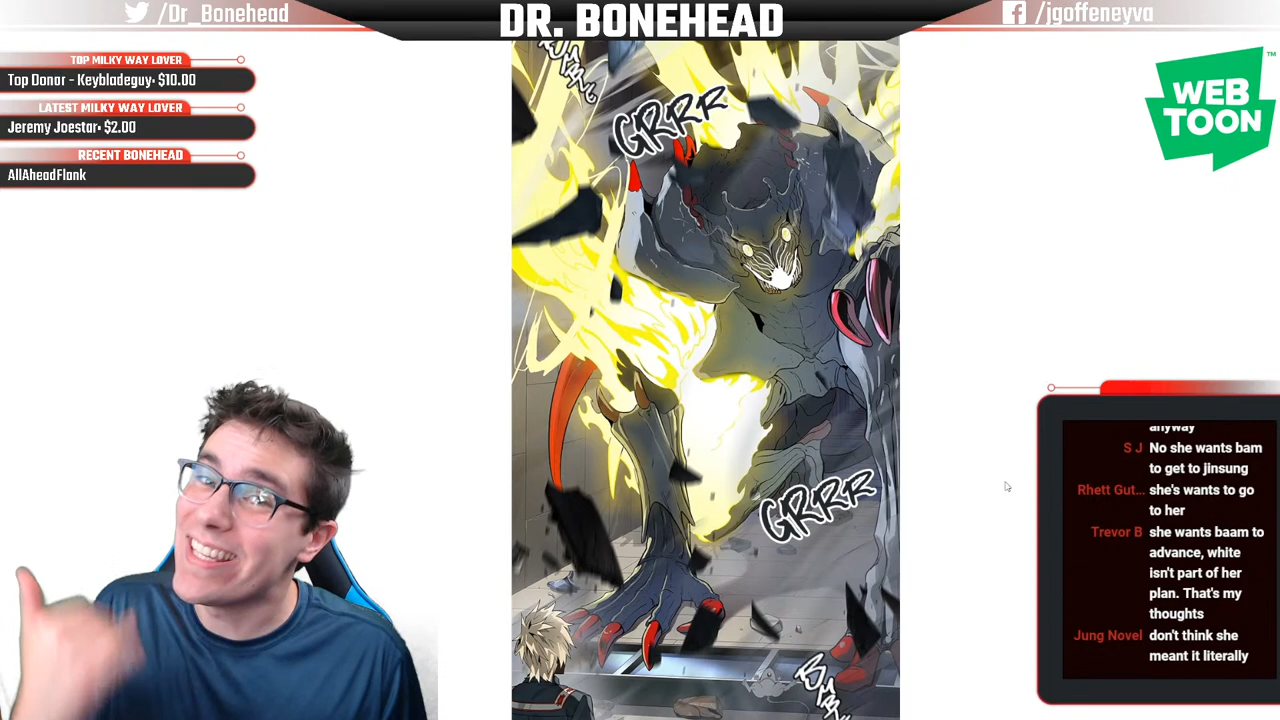 /Dr_Bonehead
DR. BONEHEAD
/jgoffeneyva
TOP MILKY WAY LOVER
Top Donor - Keybladeguy• $10.00
LATEST MILKY WAY LOVER
Jeremy Joestar• $2.00
RECENT BONEHEAD
AllAheadFlank
WEB
TOON
TM
GRRR
GRRR
anyway
S J No she wants bam
to get to jinsung
Rhett Gut... she's wants to go
to her
Trevor B she wants baam to
advance, white
isn't part of her
plan. That's my
thoughts
Jung Novel don't think she
meant it literally